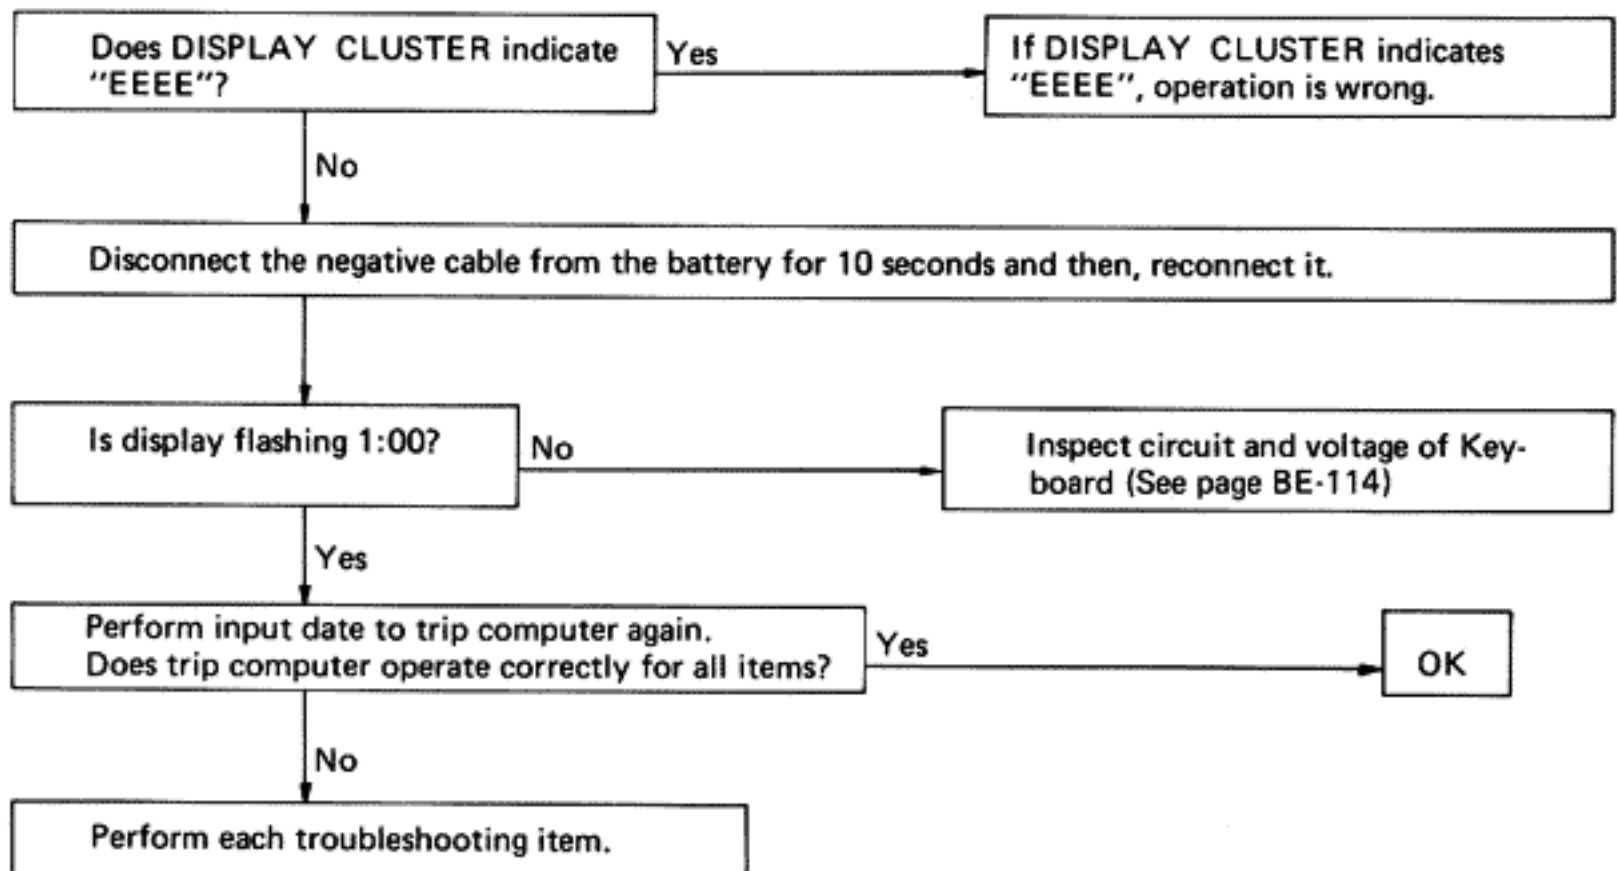 Does DISPLAY CLUSTER indicate
"EEEE"?
Yes
If DISPLAY CLUSTER indicates
"EEEE", operation is wrong.
No
Disconnect the negative cable from the battery for 10 seconds and then, reconnect it.
Is display flashing 1:00?
No
Inspect circuit and voltage of Key-
board (See page BE-114)
Yes
Perform input date to trip computer again.
Does trip computer operate correctly for all items?
Yes
OK
No
Perform each troubleshooting item.